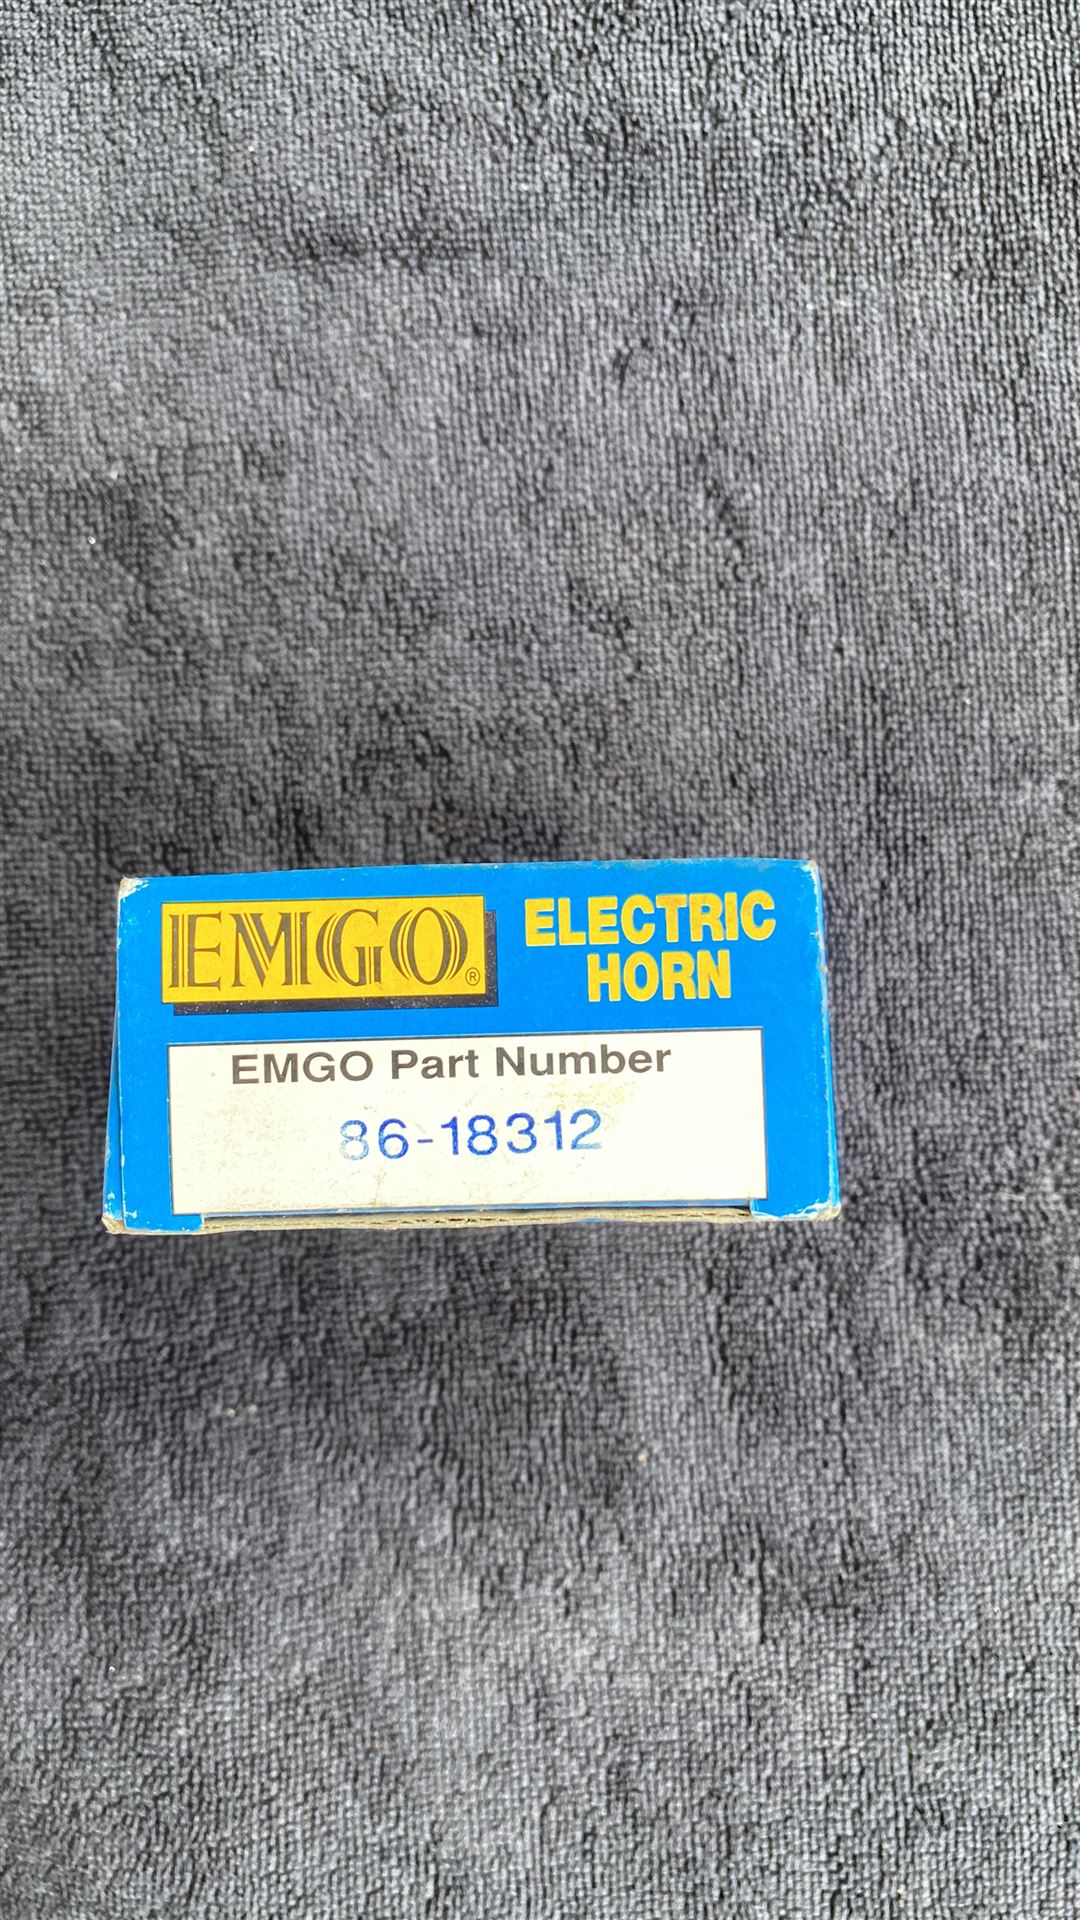 EMGO®
ELECTRIC
HORN
EMGO Part Number
86-18312